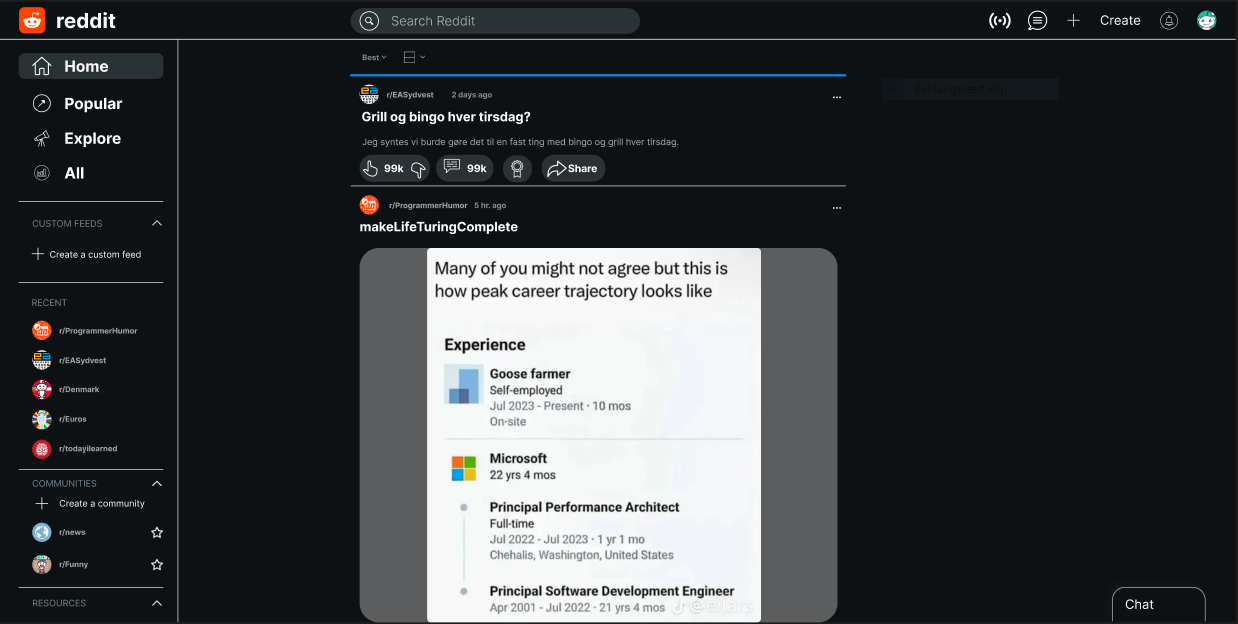 reddit
Search Reddit
Create
Home
Popular
Explore
All
CUSTOM FEEDS
Create a custom feed
RECENT
r/ProgrammerHumor
r/EASydvest
r/Denmark
r/Euros
r/todayilearned
COMMUNITIES
Create a community
r/news
r/Funny
RESOURCES
Best
r/EASydvest 2 days ago
...
Grill og bingo hver tirsdag?
Jeg syntes vi burde gøre det til en fast ting med bingo og grill hver tirsdag.
99k 99k Share
r/ProgrammerHumor 5 hr. ago
...
makeLifeTuringComplete
Many of you might not agree but this is
how peak career trajectory looks like
Experience
Goose farmer
Self-employed
Jul 2023 - Present · 10 mos
On-site
Microsoft
22 yrs 4 mos
Principal Performance Architect
Full-time
Jul 2022 - Jul 2023 · 1 yr 1 mo
Chehalis, Washington, United States
Principal Software Development Engineer
Apr 2001 - Jul 2022 · 21 yrs 4 mos
Chat